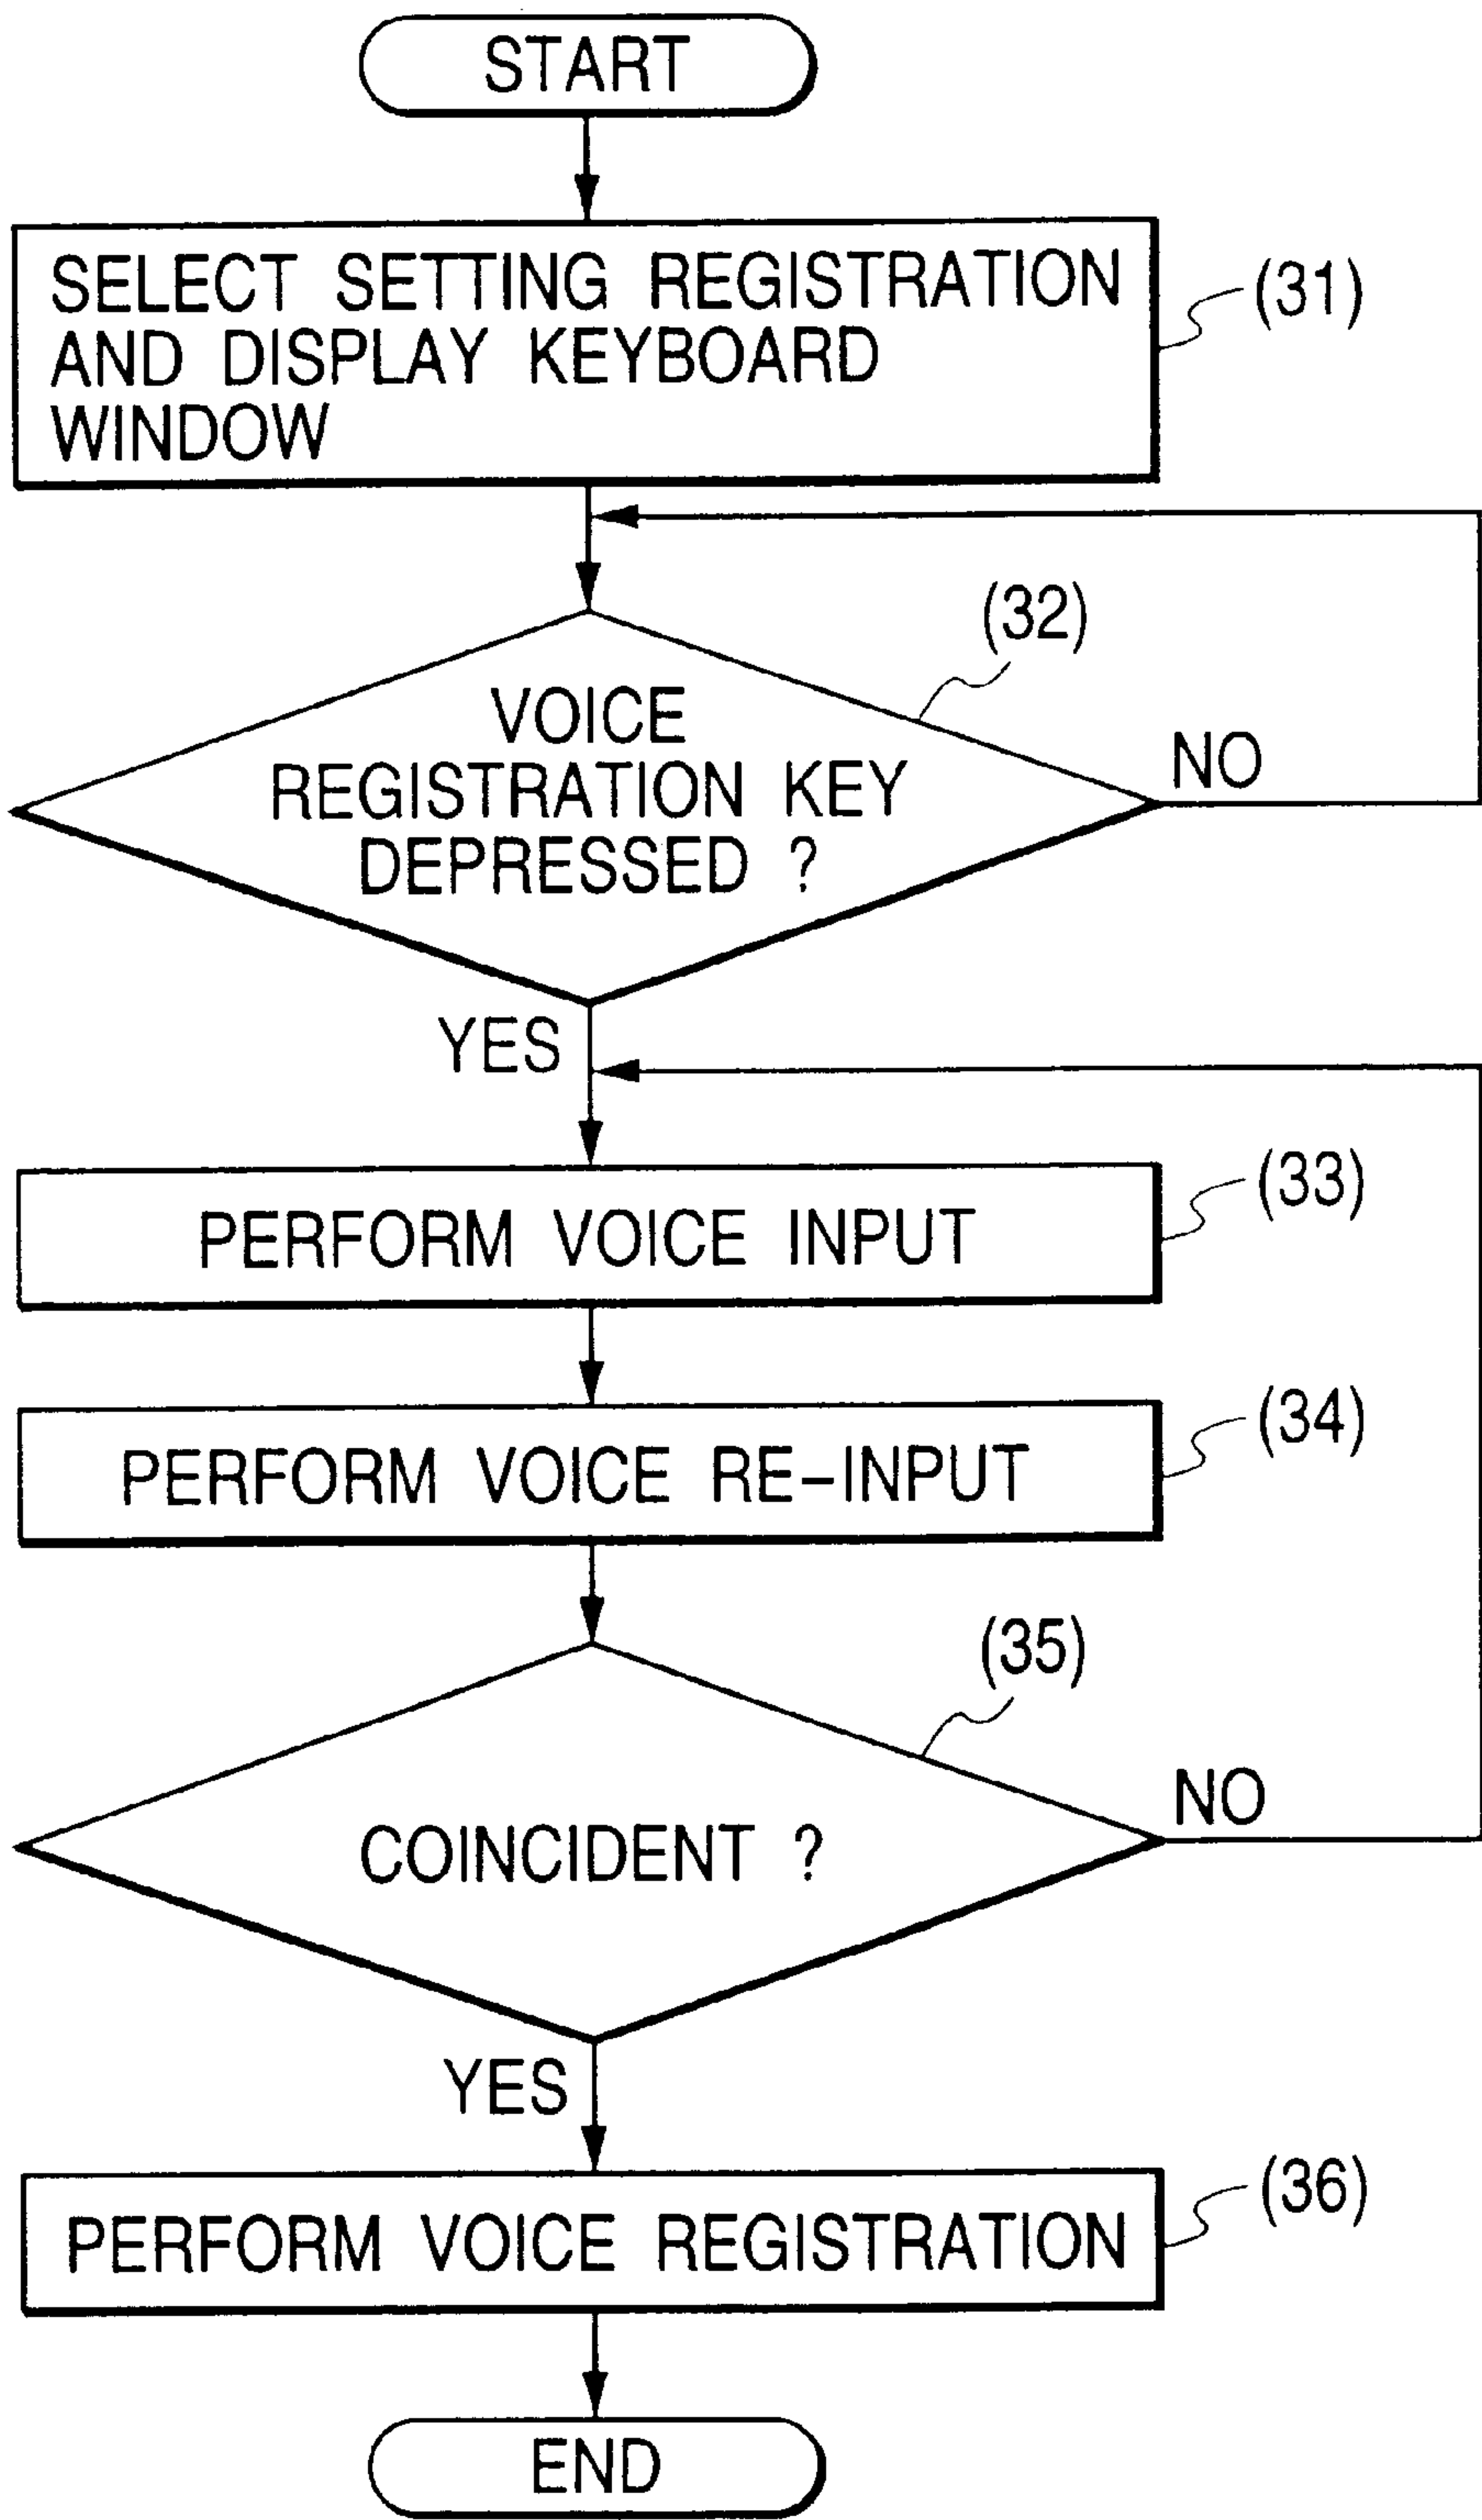 START
SELECT SETTING REGISTRATION
AND DISPLAY KEYBOARD
WINDOW
(31)
(32)
VOICE
REGISTRATION KEY
DEPRESSED ?
NO
YES
PERFORM VOICE INPUT
(33)
PERFORM VOICE RE-INPUT
(34)
(35)
COINCIDENT ?
NO
YES
PERFORM VOICE REGISTRATION
(36)
END